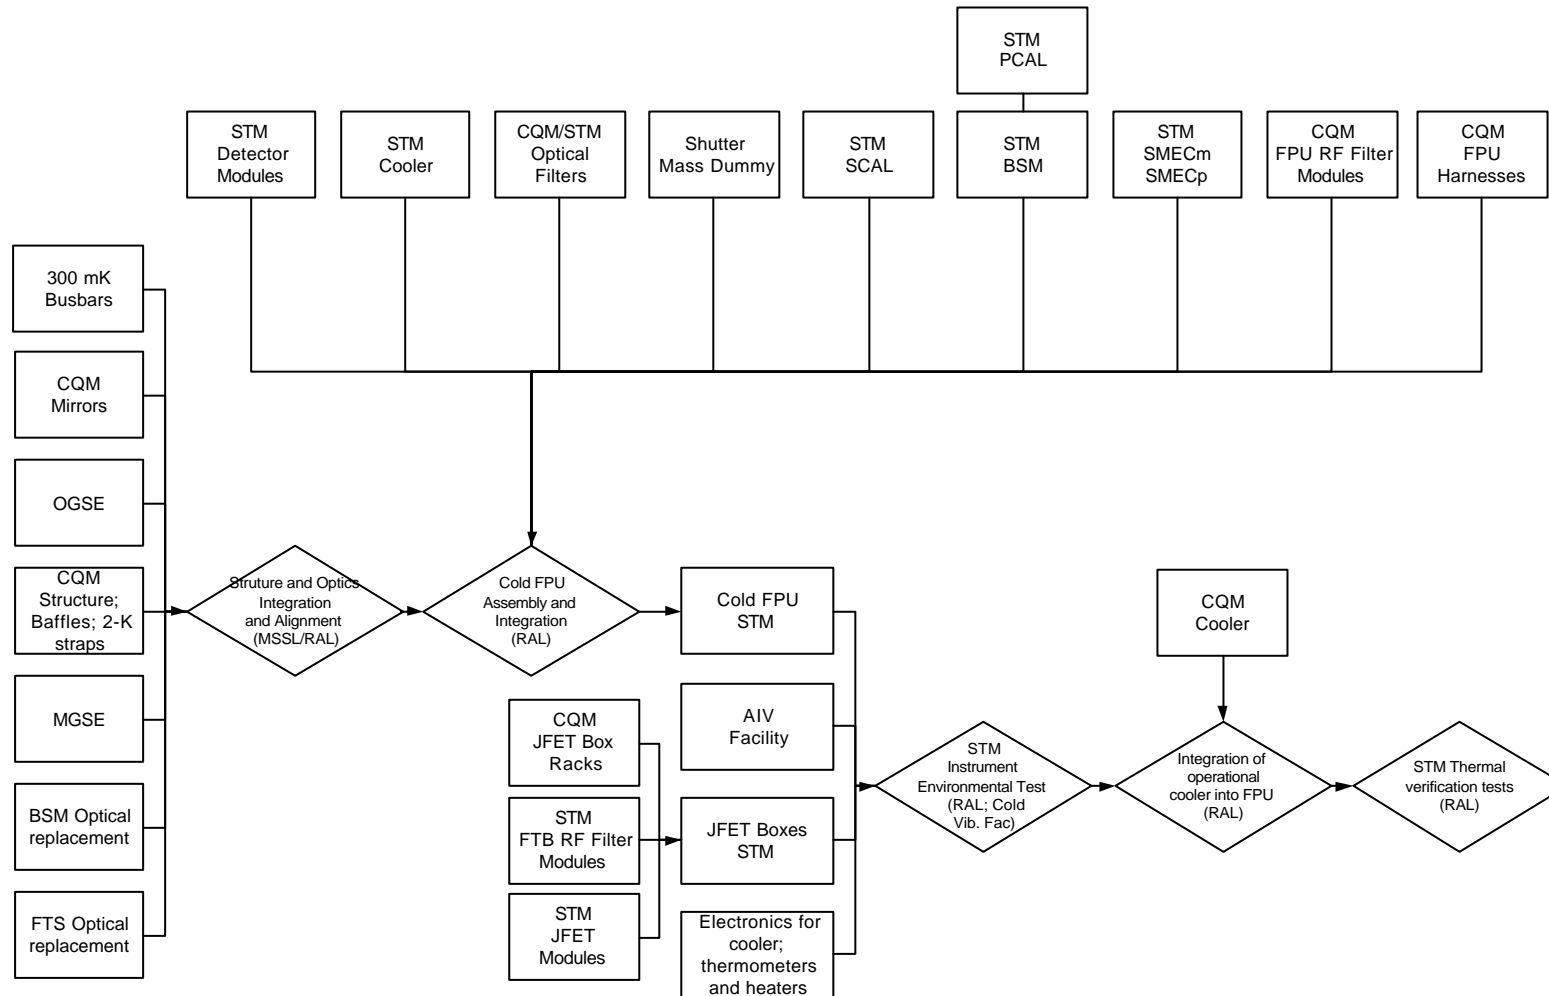 STM
PCAL
STM
Detector
Modules
STM
Cooler
CQM/STM
Optical
Filters
Shutter
Mass Dummy
STM
SCAL
STM
BSM
STM
SMECm
SMECp
CQM
FPU RF Filter
Modules
CQM
FPU
Harnesses
300 mK
Busbars
CQM
Mirrors
OGSE
CQM
Structure;
Baffles; 2-K
straps
MGSE
BSM Optical
replacement
FTS Optical
replacement
Struture and Optics
Integration
and Alignment
(MSSL/RAL)
Cold FPU
Assembly and
Integration
(RAL)
Cold FPU
STM
AIV
Facility
CQM
JFET Box
Racks
STM
FTB RF Filter
Modules
STM
JFET
Modules
JFET Boxes
STM
Electronics for
cooler;
thermometers
and heaters
STM
Instrument
Environmental Test
(RAL; Cold
Vib. Fac)
CQM
Cooler
Integration of
operational
cooler into FPU
(RAL)
STM Thermal
verification tests
(RAL)